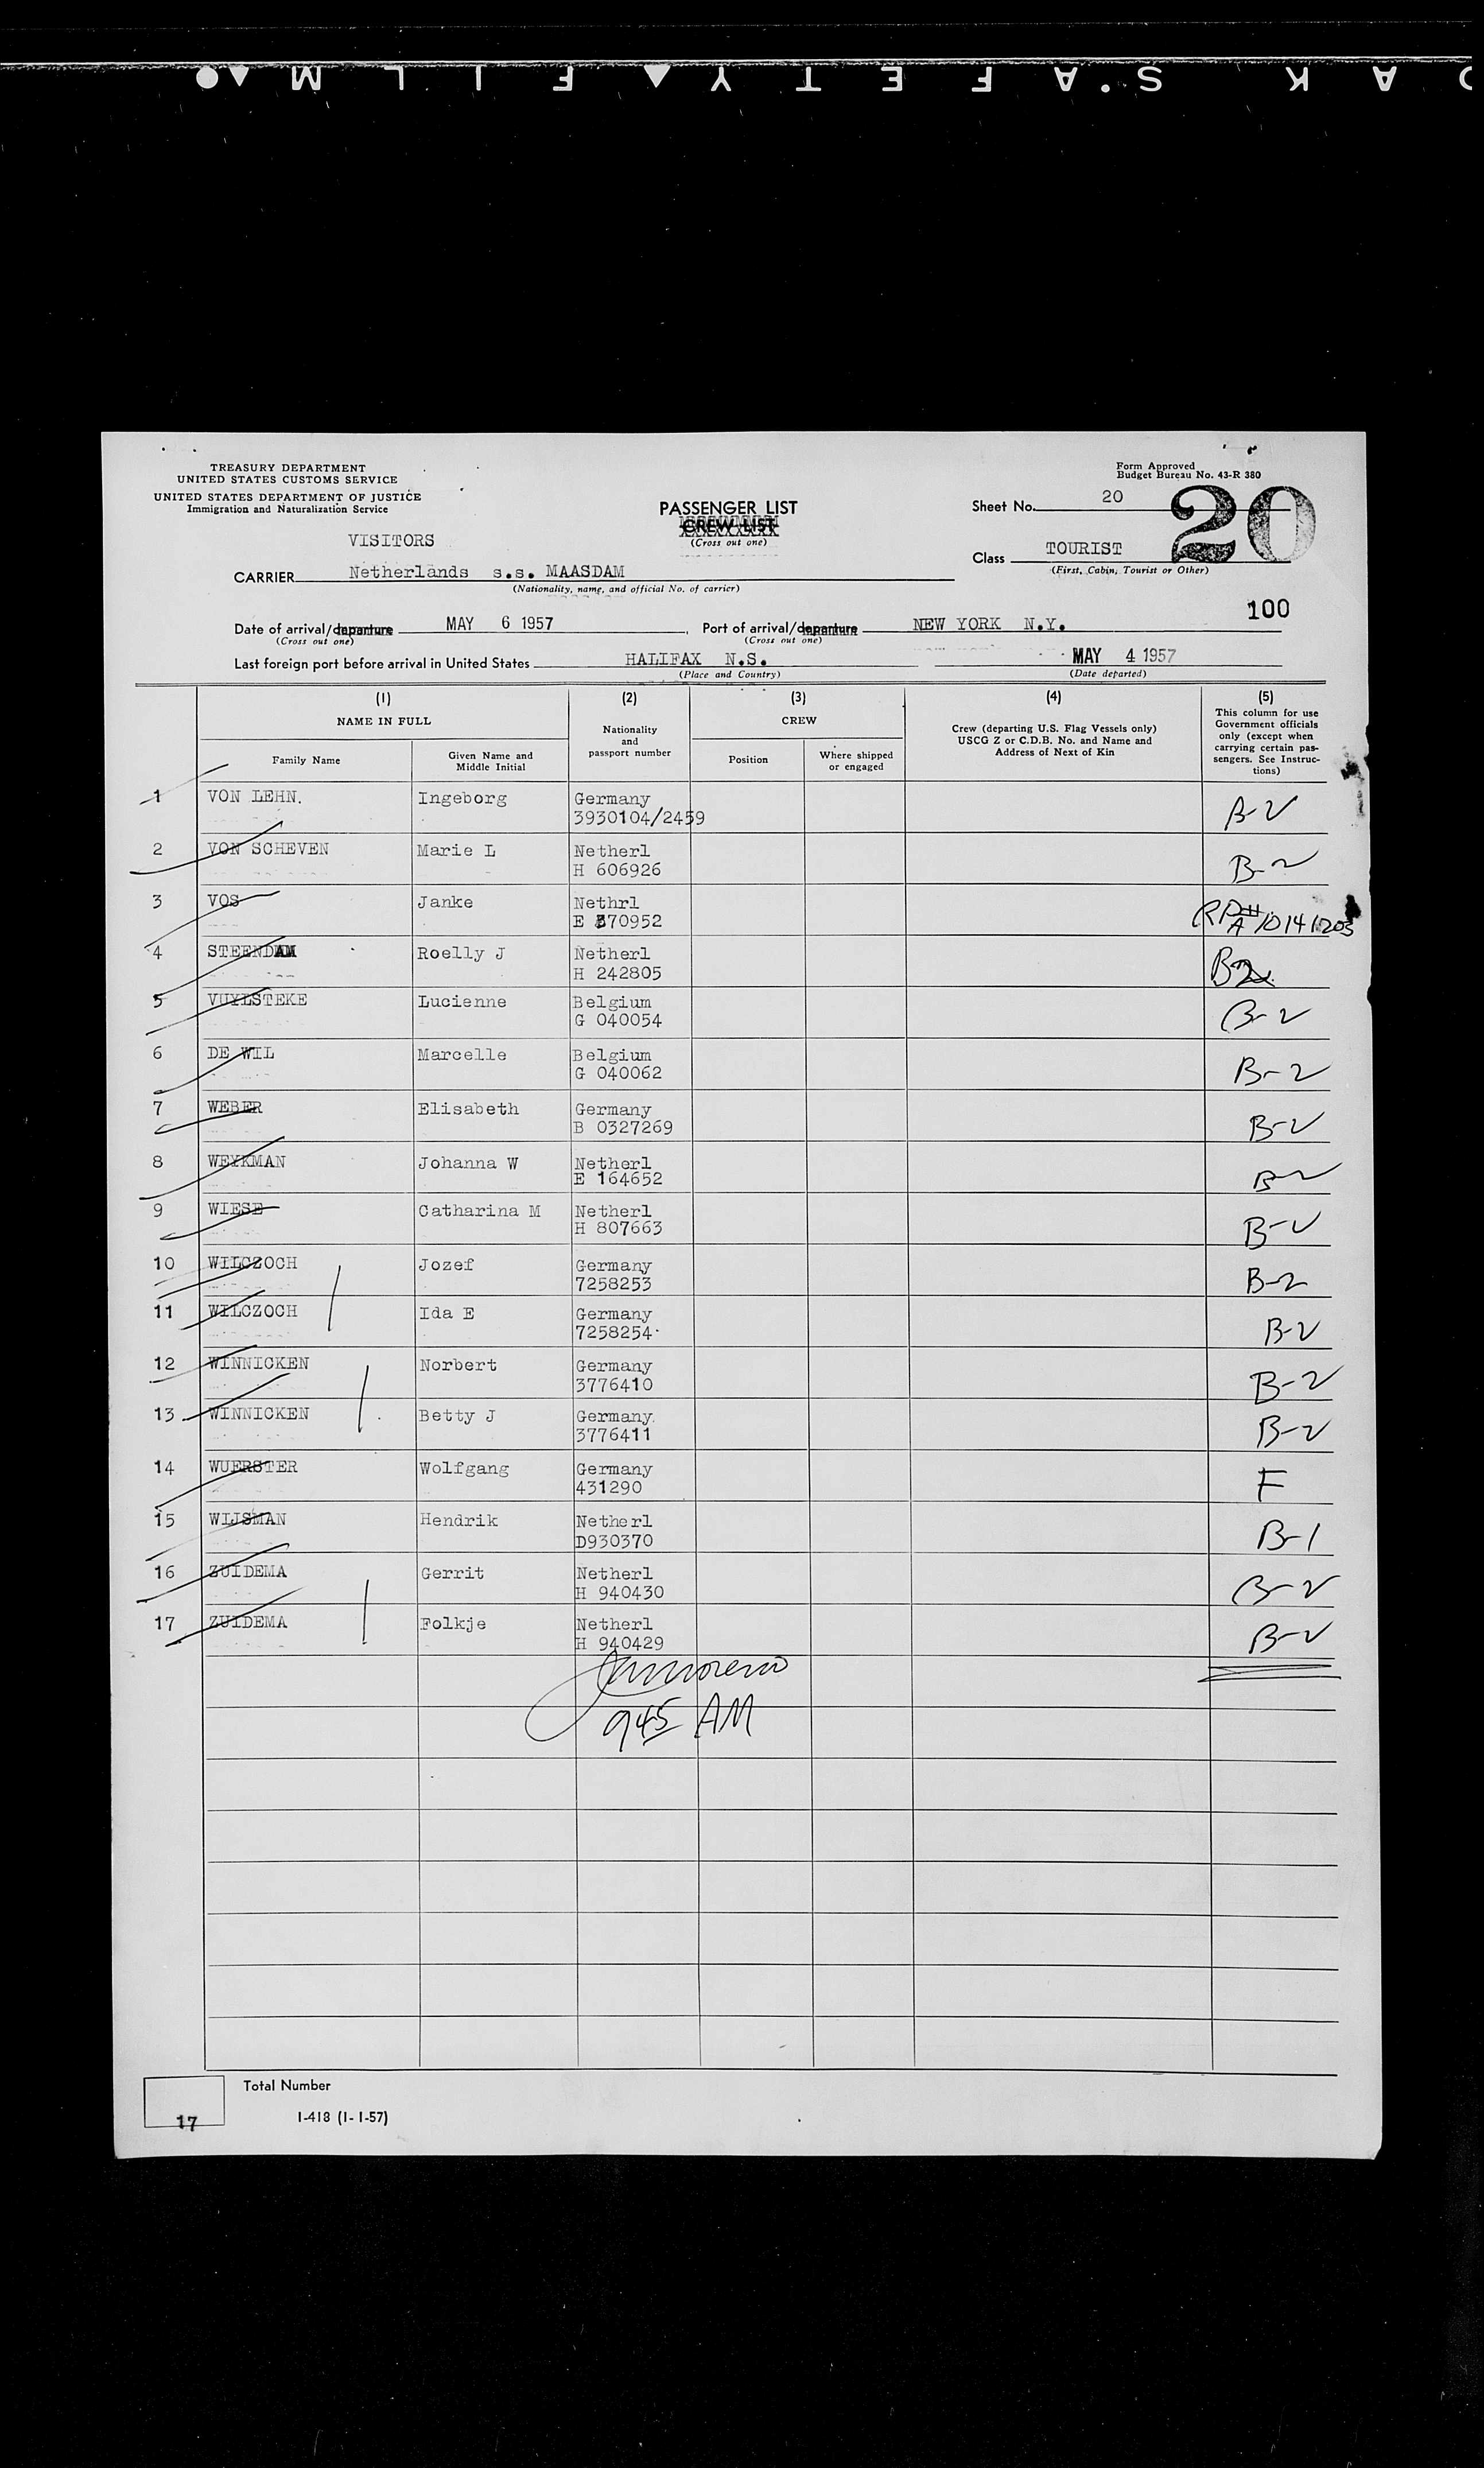 DAK S.AFETY▲FILM▲●
TREASURY DEPARTMENT
UNITED STATES CUSTOMS SERVICE
UNITED STATES DEPARTMENT OF JUSTICE
Immigration and Naturalization Service
Form Approved
Budget Bureau No. 43-R 380
PASSENGER LIST
CREW LIST
(Cross out one)
Sheet No. 20
20
VISITORS
Class TOURIST
(First, Cabin, Tourist or Other)
CARRIER Netherlands s.s. MAASDAM
(Nationality, name, and official No. of carrier)
100
Date of arrival/departure MAY 6 1957, Port of arrival/departure NEW YORK N.Y.
(Cross out one) (Cross out one)
Last foreign port before arrival in United States HALIFAX N.S. MAY 4 1957
(Place and Country) (Date departed)
(1) (2) (3) (4) (5)
NAME IN FULL
Family Name
Given Name and
Middle Initial
Nationality
and
passport number
CREW
Position
Where shipped
or engaged
Crew (departing U.S. Flag Vessels only)
USCG Z or C.D.B. No. and Name and
Address of Next of Kin
This column for use
Government officials
only (except when
carrying certain pas-
sengers. See Instruc-
tions)
1 VON LEHN. Ingeborg Germany B-2
3930104/2459
2 VON SCHEVEN Marie L Netherl B-2
H 606926
3 VOS Janke Nethrl RP# A 10141203
E 370952
4 STEENDAM Roelly J Netherl B2
H 242805
5 VUYLSTEKE Lucienne Belgium B-2
G 040054
6 DE WIL Marcelle Belgium B-2
G 040062
7 WEBER Elisabeth Germany B-2
B 0327269
8 WEYKMAN Johanna W Netherl B-2
E 164652
9 WIESE Catharina M Netherl B-2
H 807663
10 WILCZOCH Jozef Germany B-2
7258253
11 WILCZOCH Ida E Germany B-2
7258254
12 WINNICKEN Norbert Germany B-2
3776410
13 WINNICKEN Betty J Germany. B-2
3776411
14 WUERSTER Wolfgang Germany F
431290
15 WIJSMAN Hendrik Netherl B-1
D930370
16 ZUIDEMA Gerrit Netherl B-2
H 940430
17 ZUIDEMA Folkje Netherl B-2
H 940429
945 AM
Total Number
17
I-418 (1-1-57)